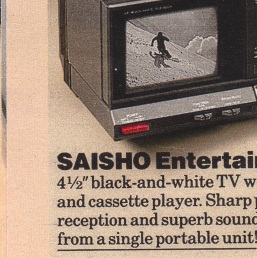 SAISHO Entertai
4½" black-and-white TV w
and cassette player. Sharp p
reception and superb sound
from a single portable unit!